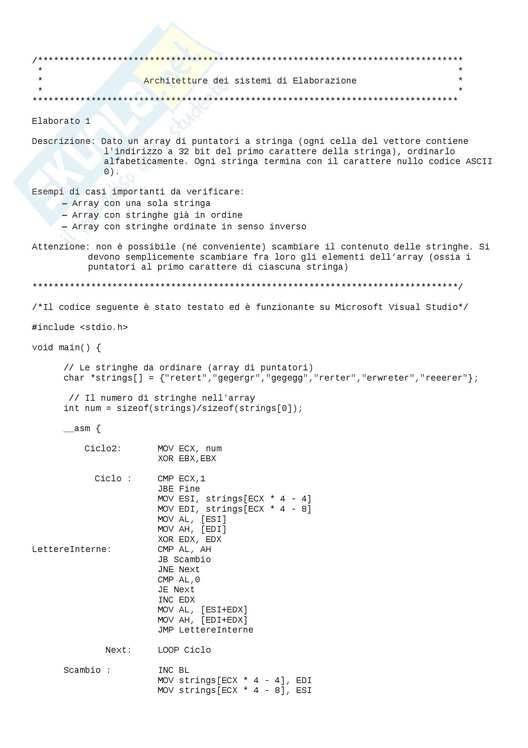 /********************************************************************************
* *
* Architetture dei sistemi di Elaborazione *
* *
********************************************************************************
Elaborato 1
Descrizione: Dato un array di puntatori a stringa (ogni cella del vettore contiene
l'indirizzo a 32 bit del primo carattere della stringa), ordinarlo
alfabeticamente. Ogni stringa termina con il carattere nullo codice ASCII
0).
Esempi di casi importanti da verificare:
– Array con una sola stringa
– Array con stringhe già in ordine
– Array con stringhe ordinate in senso inverso
Attenzione: non è possibile (né conveniente) scambiare il contenuto delle stringhe. Si
devono semplicemente scambiare fra loro gli elementi dell'array (ossia i
puntatori al primo carattere di ciascuna stringa)
********************************************************************************/
/*Il codice seguente è stato testato ed è funzionante su Microsoft Visual Studio*/
#include <stdio.h>
void main() {
// Le stringhe da ordinare (array di puntatori)
char *strings[] = {"retert","gegergr","gegegg","rerter","erwreter","reeerer"};
// Il numero di stringhe nell'array
int num = sizeof(strings)/sizeof(strings[0]);
__asm {
Ciclo2: MOV ECX, num
XOR EBX,EBX
Ciclo : CMP ECX,1
JBE Fine
MOV ESI, strings[ECX * 4 - 4]
MOV EDI, strings[ECX * 4 - 8]
MOV AL, [ESI]
MOV AH, [EDI]
XOR EDX, EDX
LettereInterne: CMP AL, AH
JB Scambio
JNE Next
CMP AL,0
JE Next
INC EDX
MOV AL, [ESI+EDX]
MOV AH, [EDI+EDX]
JMP LettereInterne
Next: LOOP Ciclo
Scambio : INC BL
MOV strings[ECX * 4 - 4], EDI
MOV strings[ECX * 4 - 8], ESI